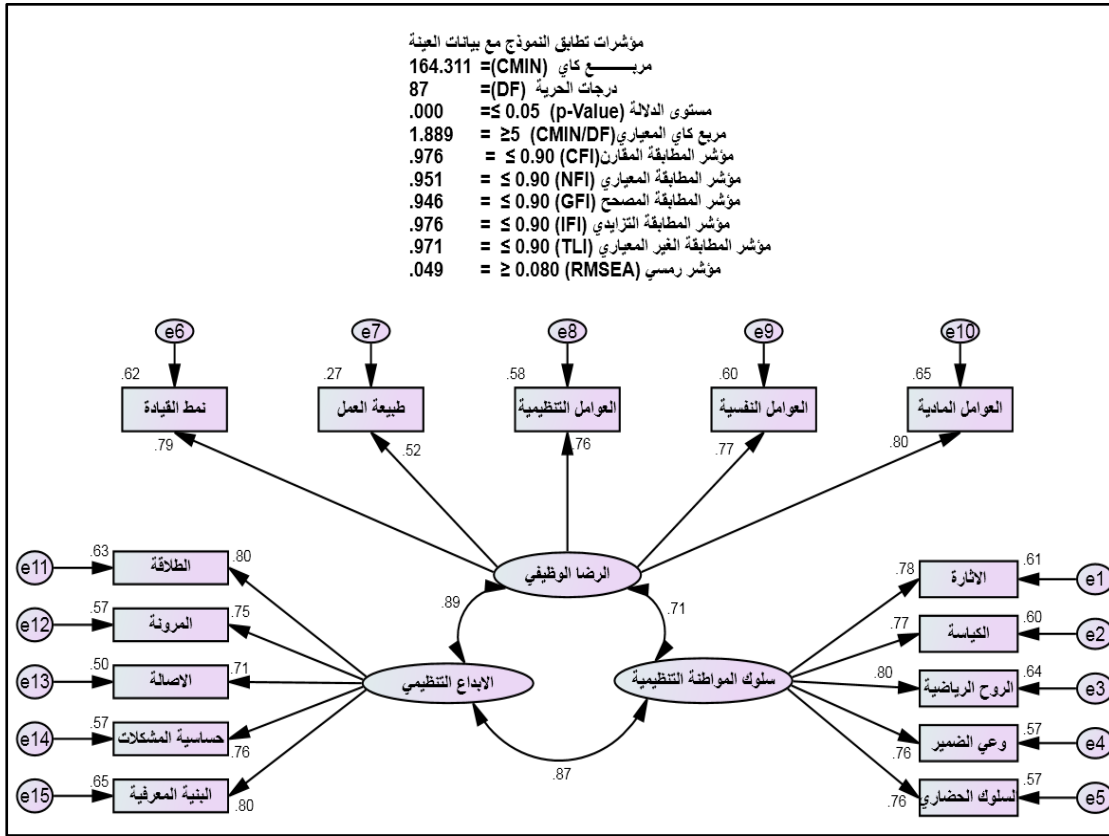 مؤشرات تطابق النموذج مع بيانات العينة
مربـــــــع كاي (CMIN)= 164.311
درجات الحرية (DF)= 87
مستوى الدلالة (p-Value) 0.05 ≥= .000
مربع كاي المعياري(CMIN/DF) 5≤ = 1.889
مؤشر المطابقة المقارن(CFI) 0.90 ≥ = .976
مؤشر المطابقة المعياري (NFI) 0.90 ≥ = .951
مؤشر المطابقة المصحح (GFI) 0.90 ≥ = .946
مؤشر المطابقة التزايدي (IFI) 0.90 ≥ = .976
مؤشر المطابقة الغير المعياري (TLI) 0.90 ≥ = .971
مؤشر رمسي (RMSEA) 0.080 ≤ = .049
e6 e7 e8 e9 e10
.62 .27 .58 .60 .65
نمط القيادة
طبيعة العمل
العوامل التنظيمية
العوامل النفسية
العوامل المادية
.79 .52 .76 .77 .80
الرضا الوظيفي
.89 .71
e11 .63 الطلاقة .80
e12 .57 المرونة .75
e13 .50 الاصالة .71
e14 .57 حساسية المشكلات .76
e15 .65 البنية المعرفية .80
الابداع التنظيمي
سلوك المواطنة التنظيمية
.87
.78 الاثارة .61 e1
.77 الكياسة .60 e2
.80 الروح الرياضية .64 e3
.76 وعي الضمير .57 e4
.76 لسلوك الحضاري .57 e5